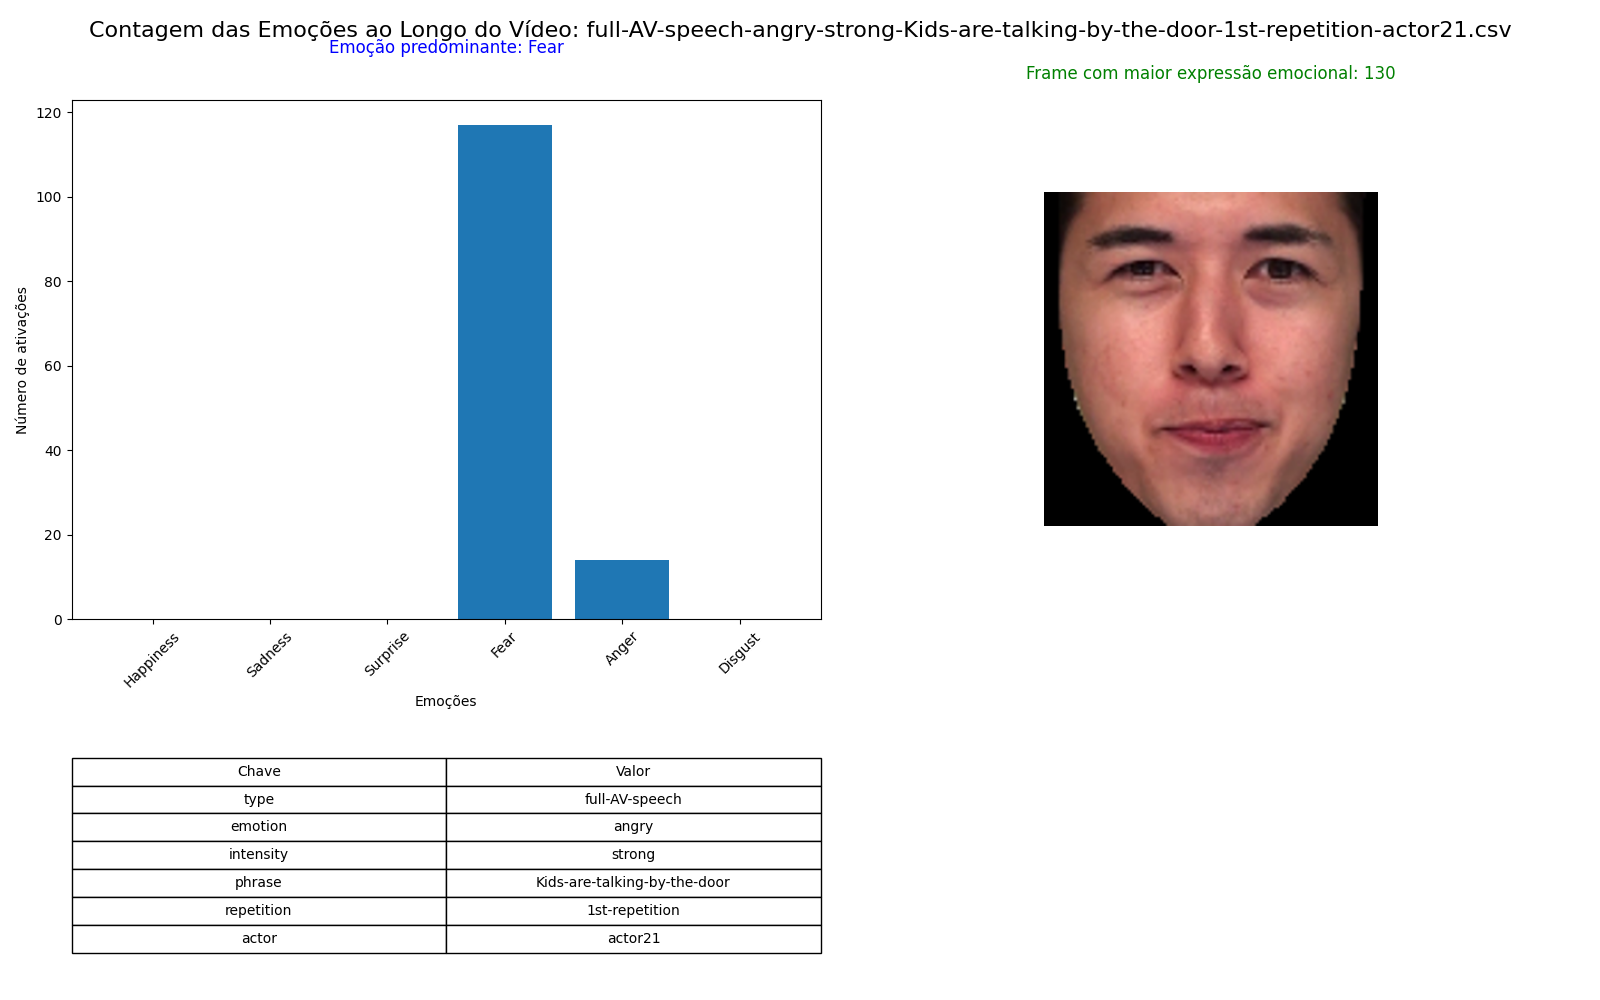 Contagem das Emoções ao Longo do Vídeo: full-AV-speech-angry-strong-Kids-are-talking-by-the-door-1st-repetition-actor21.csv
Emoção predominante: Fear
Frame com maior expressão emocional: 130
120
100
80
60
40
20
0
Número de ativações
Happiness
Sadness
Surprise
Fear
Anger
Disgust
Emoções
Chave Valor
type full-AV-speech
emotion angry
intensity strong
phrase Kids-are-talking-by-the-door
repetition 1st-repetition
actor actor21